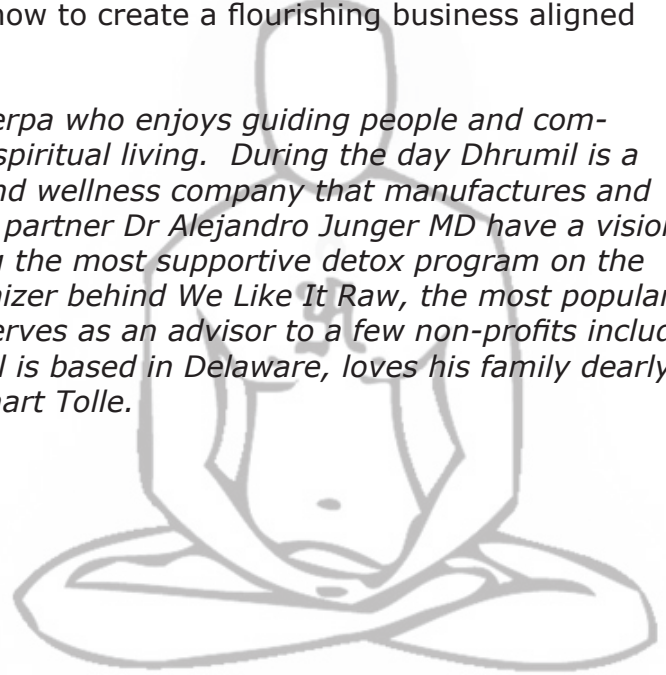 how to create a flourishing business aligned
erpa who enjoys guiding people and com-
spiritual living.  During the day Dhrumil is a
nd wellness company that manufactures and
partner Dr Alejandro Junger MD have a vision
g the most supportive detox program on the
nizer behind We Like It Raw, the most popular
erves as an advisor to a few non-profits includ
l is based in Delaware, loves his family dearly
hart Tolle.